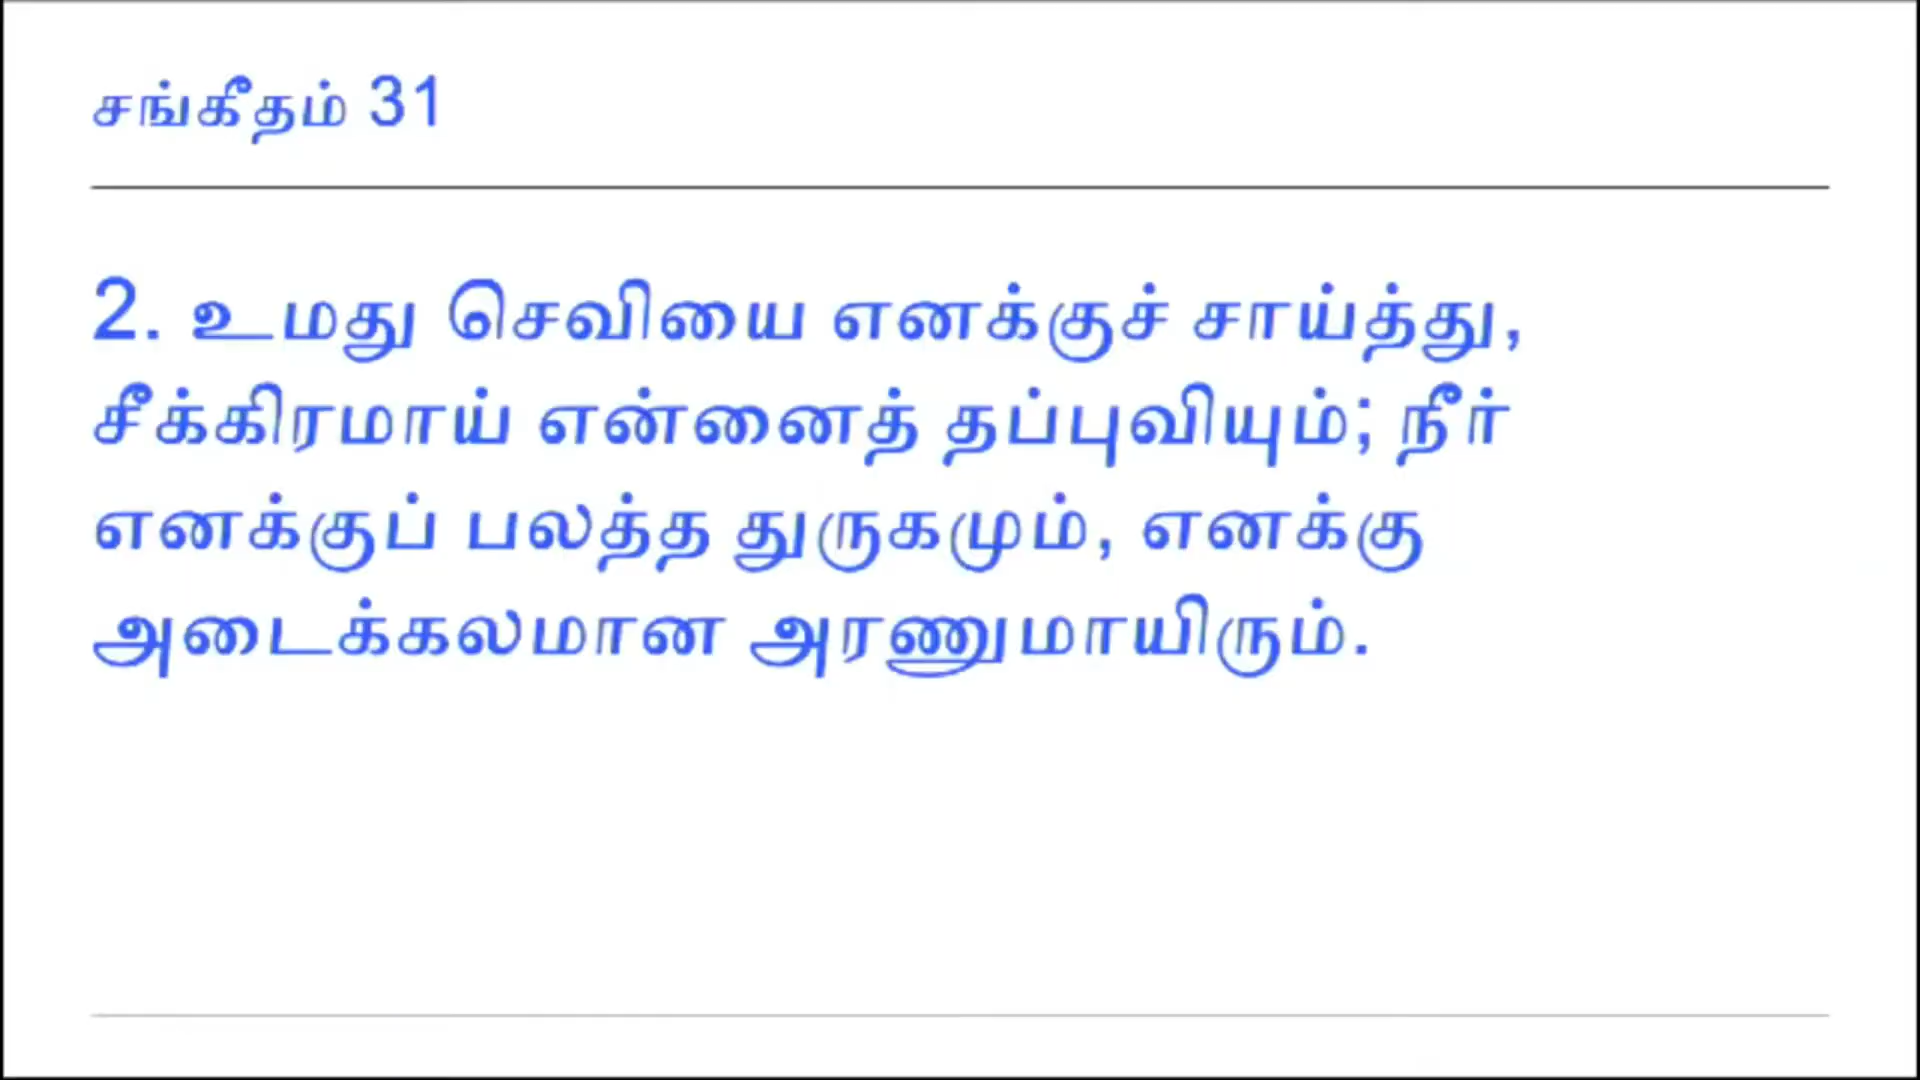 சங்கீதம் 31
2. உமது செவியை எனக்குச் சாய்த்து,
சீக்கிரமாய் என்னைத் தப்புவியும்; நீர்
எனக்குப் பலத்த துருகமும், எனக்கு
அடைக்கலமான அரணுமாயிரும்.